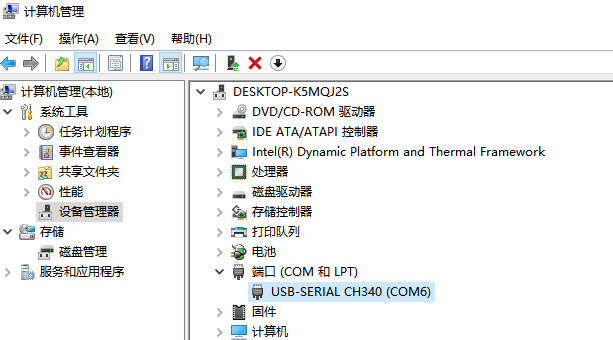 计算机管理
文件(F) 操作(A) 查看(V) 帮助(H)
计算机管理(本地)
系统工具
任务计划程序
事件查看器
共享文件夹
性能
设备管理器
存储
磁盘管理
服务和应用程序
DESKTOP-K5MQJ2S
DVD/CD-ROM 驱动器
IDE ATA/ATAPI 控制器
Intel(R) Dynamic Platform and Thermal Framework
处理器
磁盘驱动器
存储控制器
打印队列
电池
端口 (COM 和 LPT)
USB-SERIAL CH340 (COM6)
固件
计算机